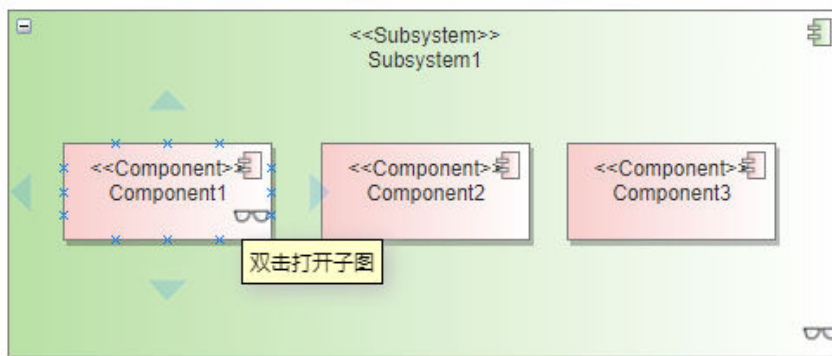 <<Subsystem>>
Subsystem1
<<Component>>
Component1
<<Component>>
Component2
<<Component>>
Component3
双击打开子图